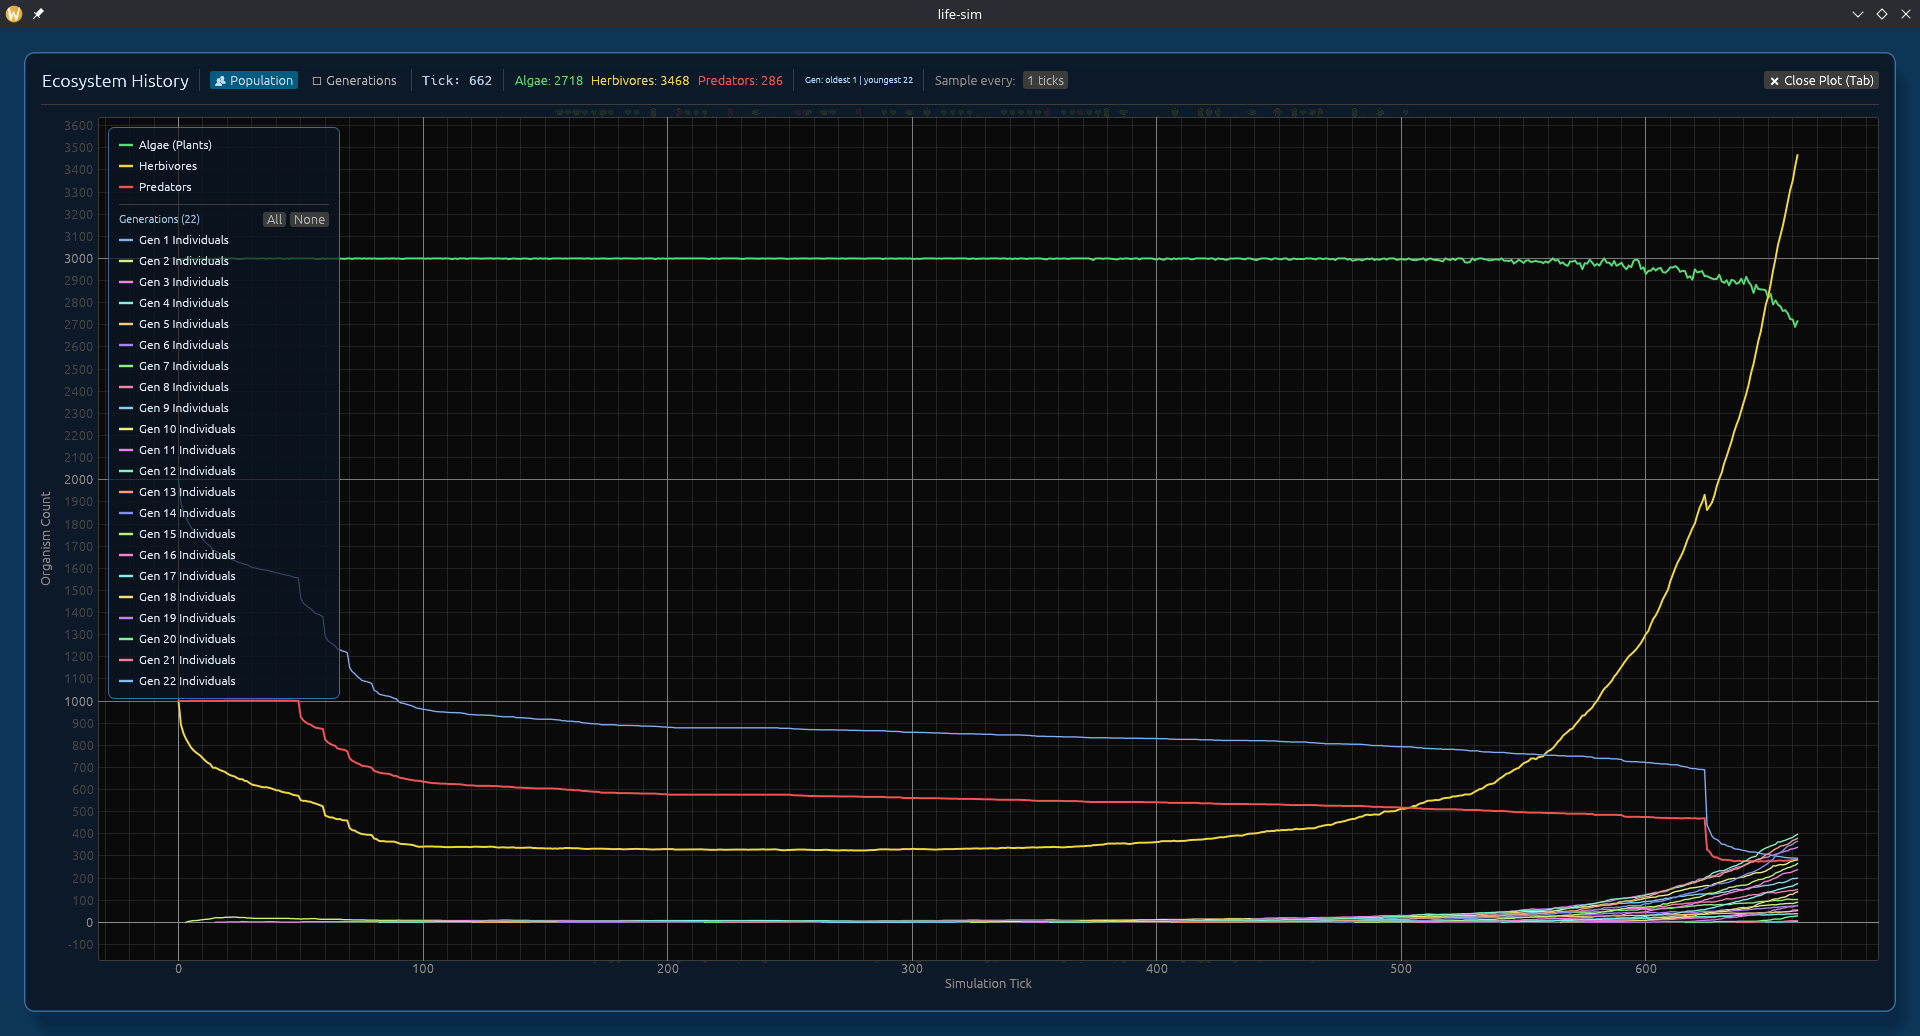 life-sim
Ecosystem History Population Generations Tick: 662 Algae: 2718 Herbivores: 3468 Predators: 286 Gen: oldest 1 | youngest 22 Sample every: 1 ticks × Close Plot (Tab)
Algae (Plants)
Herbivores
Predators
Generations (22) All None
Gen 1 Individuals
Gen 2 Individuals
Gen 3 Individuals
Gen 4 Individuals
Gen 5 Individuals
Gen 6 Individuals
Gen 7 Individuals
Gen 8 Individuals
Gen 9 Individuals
Gen 10 Individuals
Gen 11 Individuals
Gen 12 Individuals
Gen 13 Individuals
Gen 14 Individuals
Gen 15 Individuals
Gen 16 Individuals
Gen 17 Individuals
Gen 18 Individuals
Gen 19 Individuals
Gen 20 Individuals
Gen 21 Individuals
Gen 22 Individuals
Organism Count
3600
3500
3400
3300
3200
3100
3000
2900
2800
2700
2600
2500
2400
2300
2200
2100
2000
1900
1800
1700
1600
1500
1400
1300
1200
1100
1000
900
800
700
600
500
400
300
200
100
0
-100
0 100 200 300 400 500 600
Simulation Tick